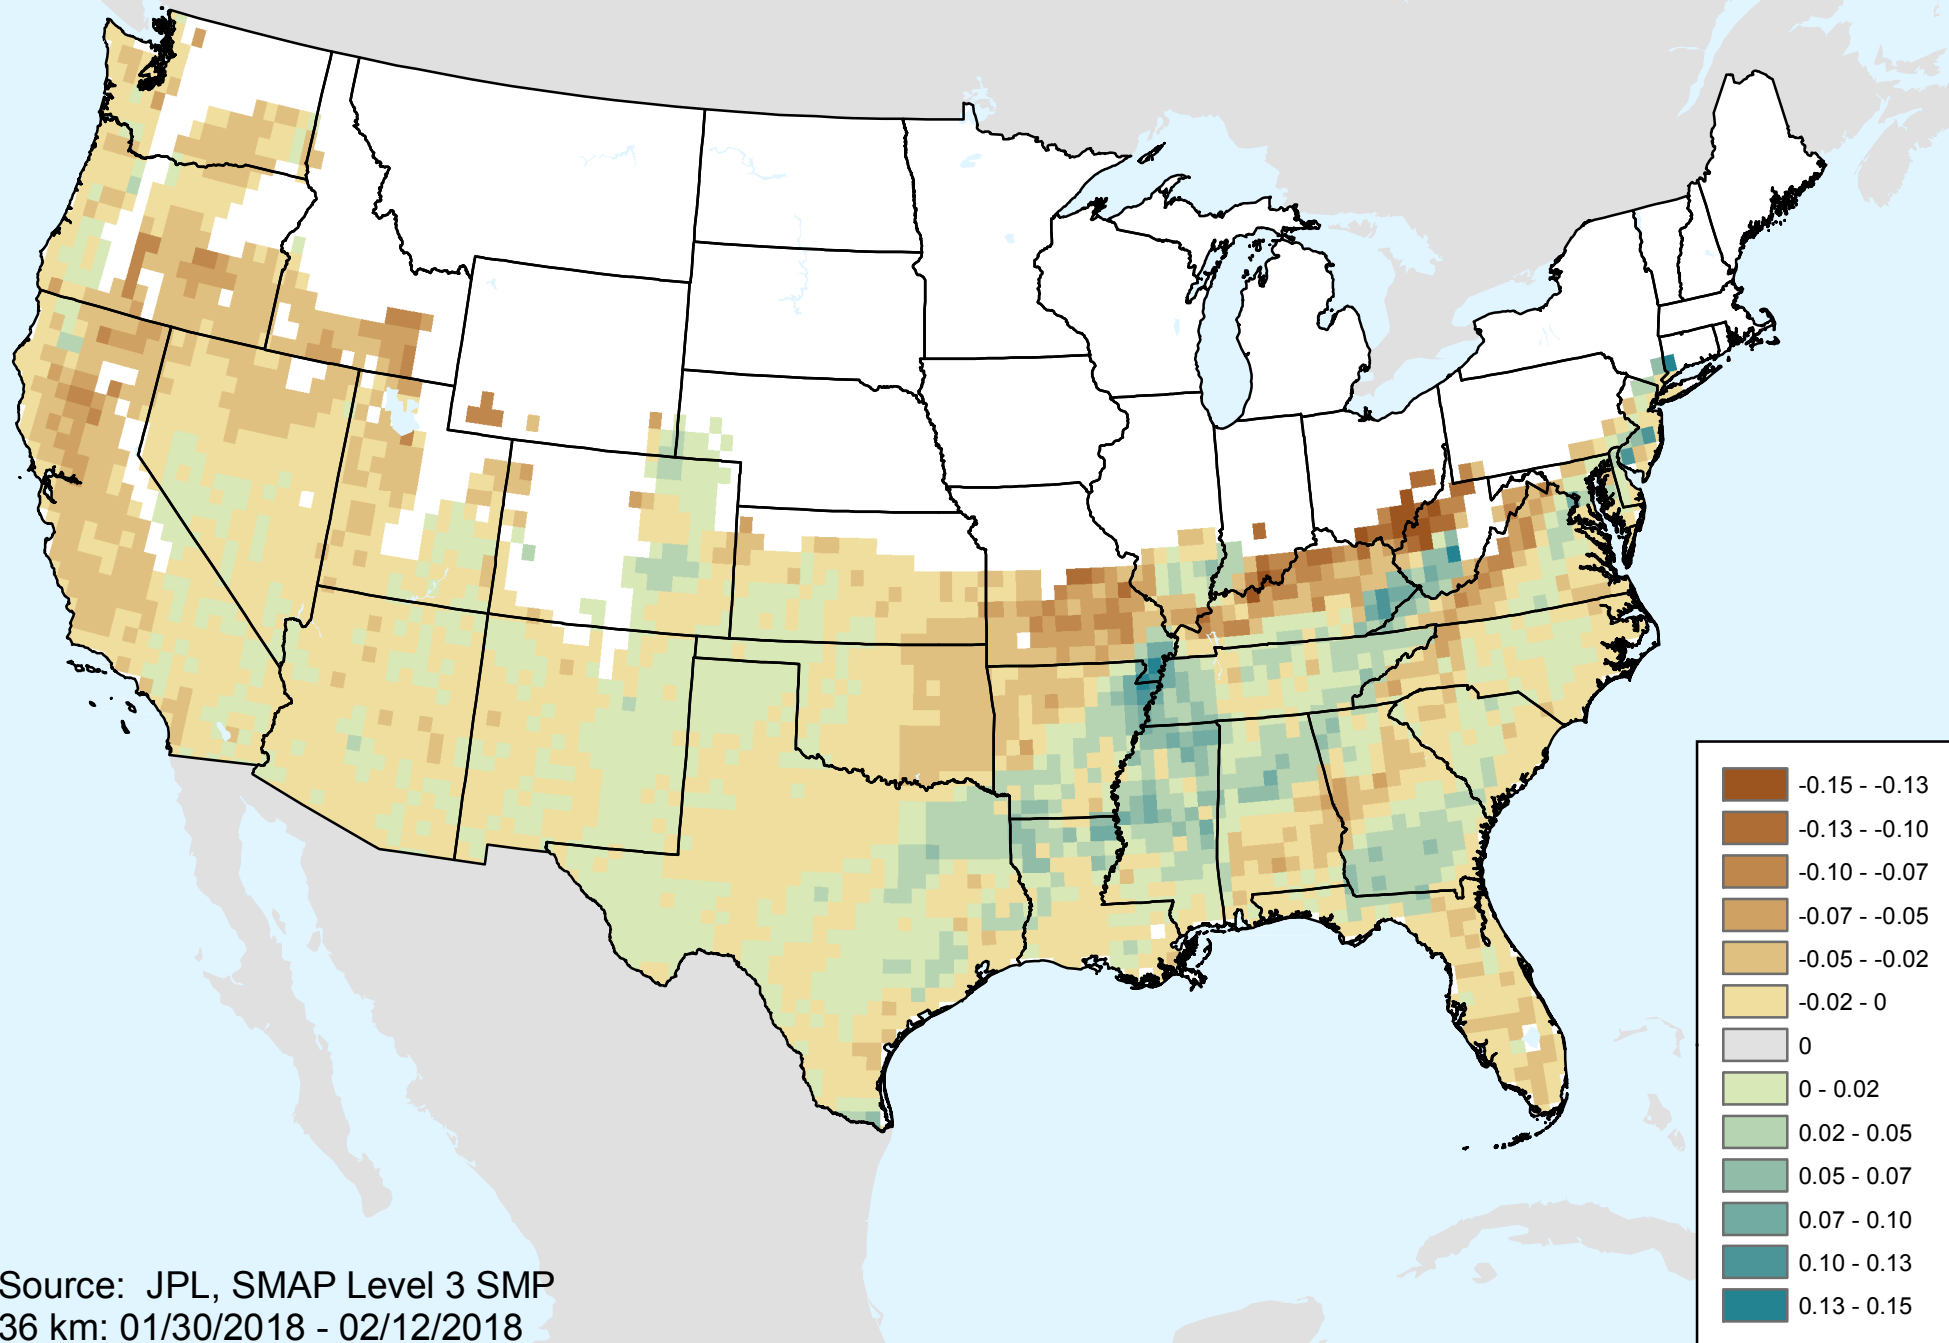 -0.15 - -0.13
-0.13 - -0.10
-0.10 - -0.07
-0.07 - -0.05
-0.05 - -0.02
-0.02 - 0
0
0 - 0.02
0.02 - 0.05
0.05 - 0.07
0.07 - 0.10
0.10 - 0.13
0.13 - 0.15
Source: JPL, SMAP Level 3 SMP
36 km: 01/30/2018 - 02/12/2018